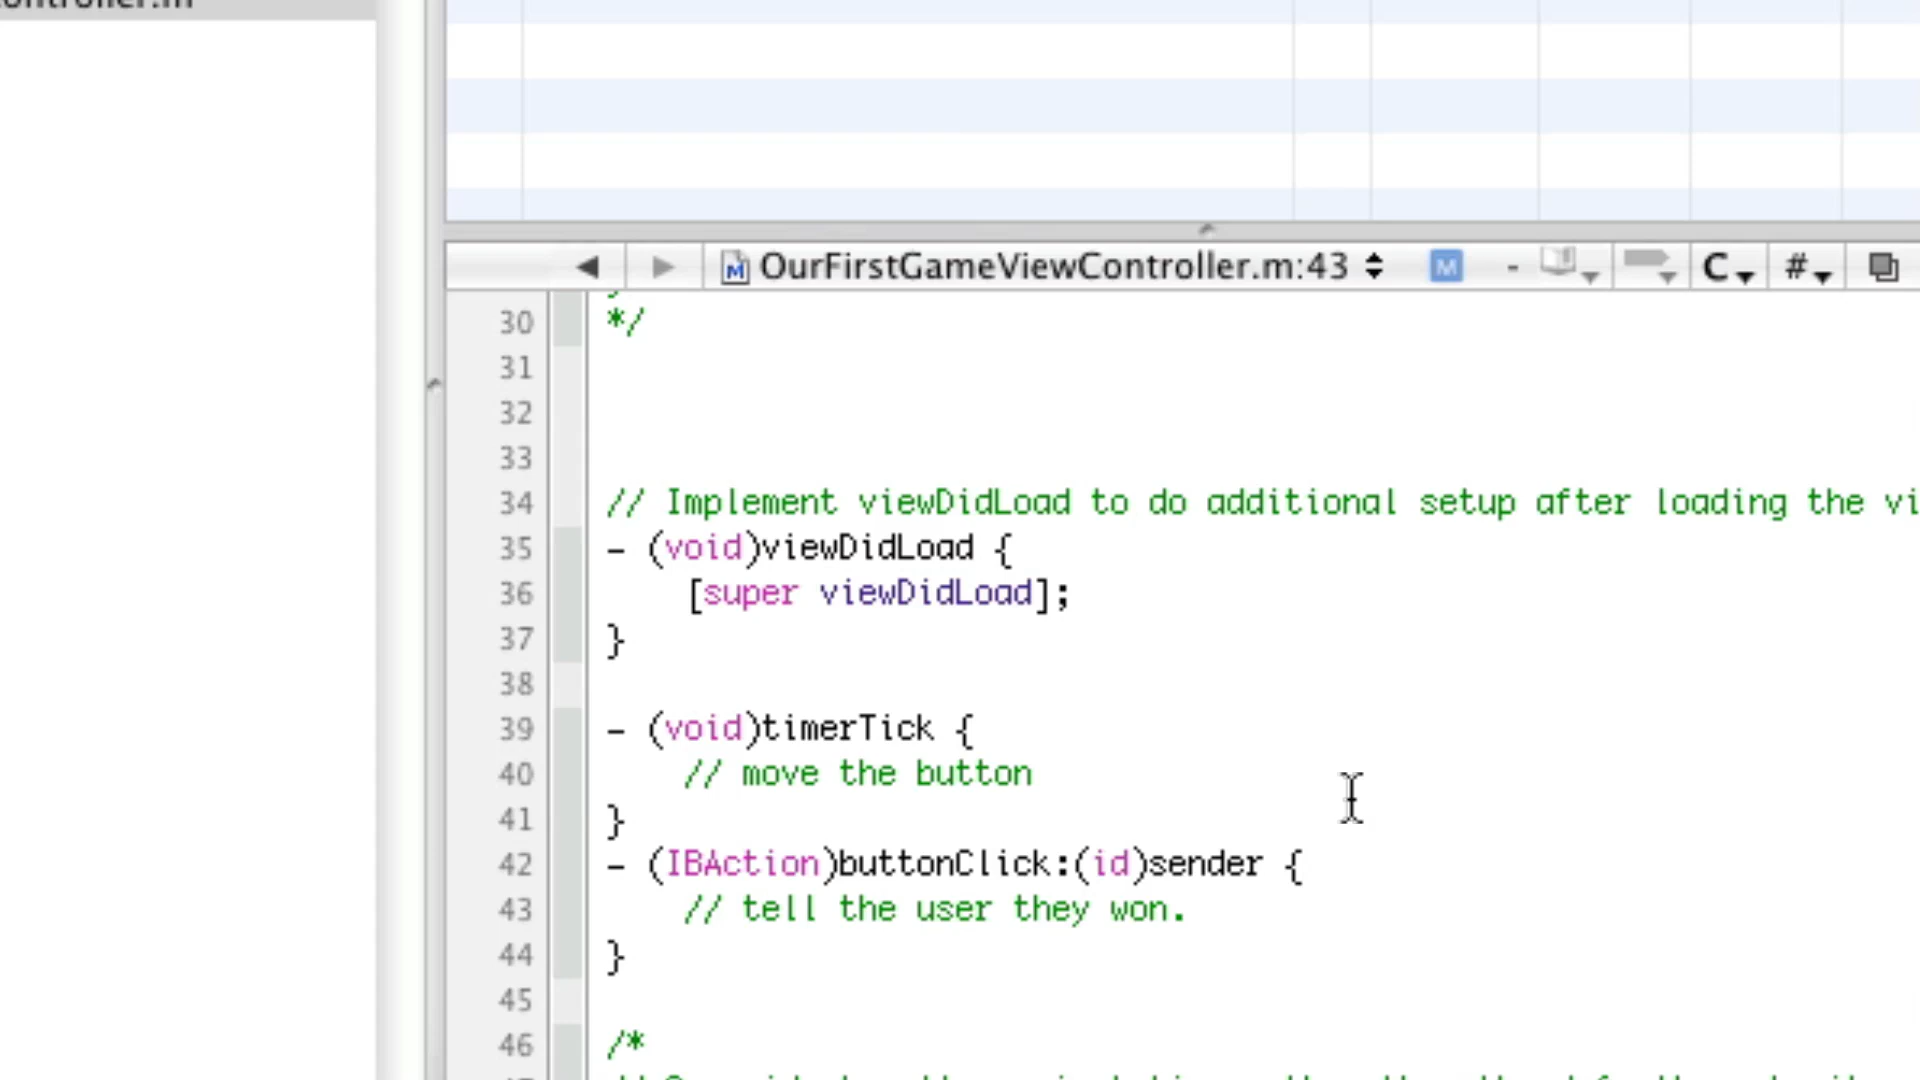 OurFirstGameViewController.m:43 M - C #
30 */
31
32
33
34 // Implement viewDidLoad to do additional setup after loading the
35 - (void)viewDidLoad {
36 [super viewDidLoad];
37 }
38
39 - (void)timerTick {
40 // move the button
41 }
42 - (IBAction)buttonClick:(id)sender {
43 // tell the user they won.
44 }
45
46 /*